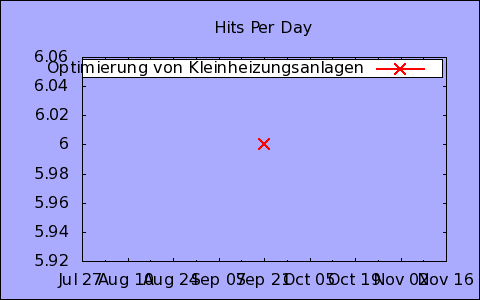 Hits Per Day
6.06
Optimierung von Kleinheizungsanlagen
6.04
6.02
6
5.98
5.96
5.94
5.92
Jul 27 Aug 10 Aug 24 Sep 07 Sep 21 Oct 05 Oct 19 Nov 02 Nov 16